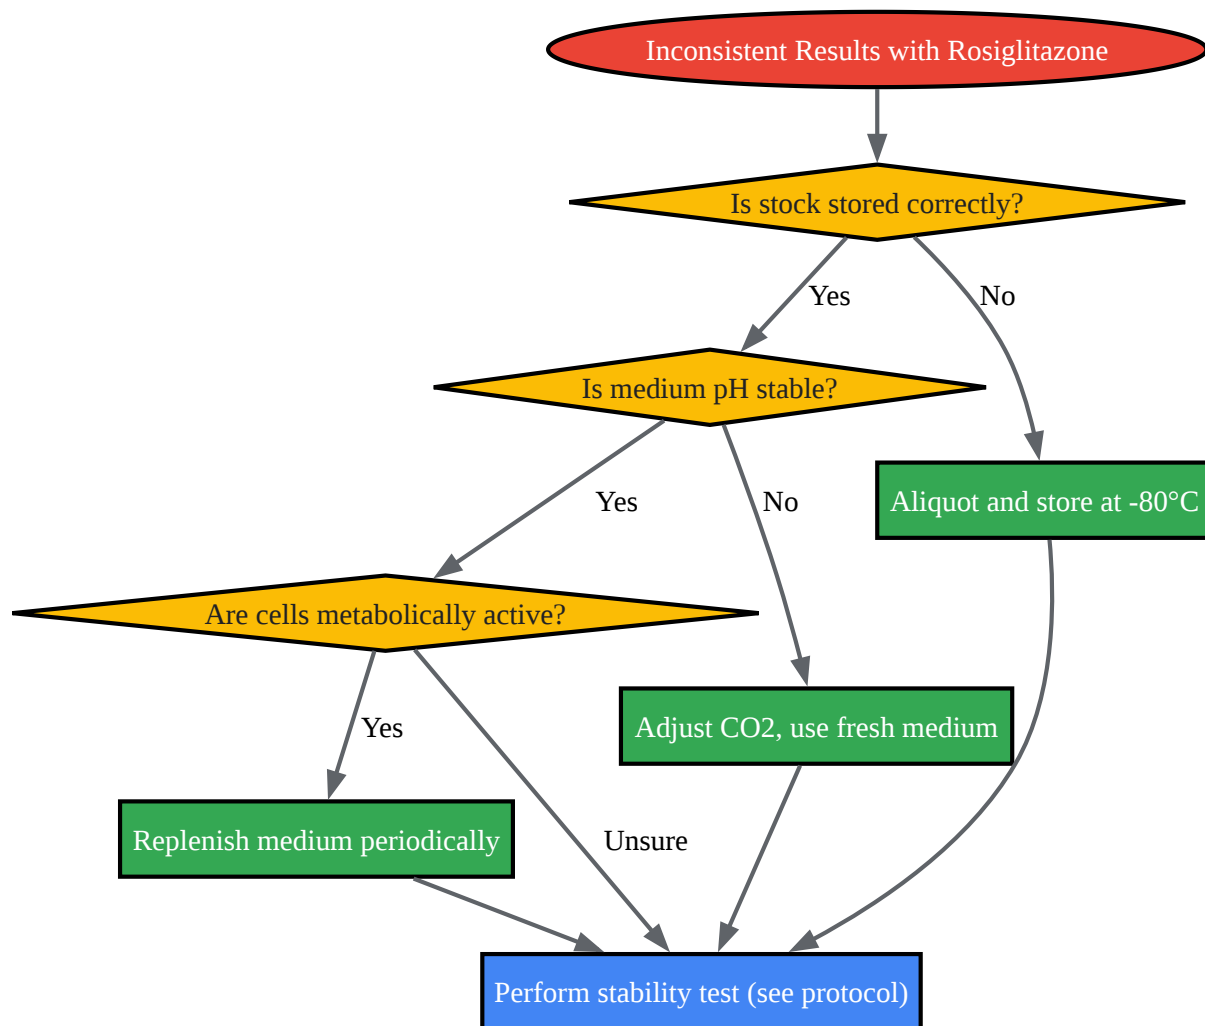 Inconsistent Results with Rosiglitazone
Is stock stored correctly?
Yes
No
Is medium pH stable?
Yes
No
Aliquot and store at -80°C
Are cells metabolically active?
Yes
Adjust CO2, use fresh medium
Replenish medium periodically
Unsure
Perform stability test (see protocol)